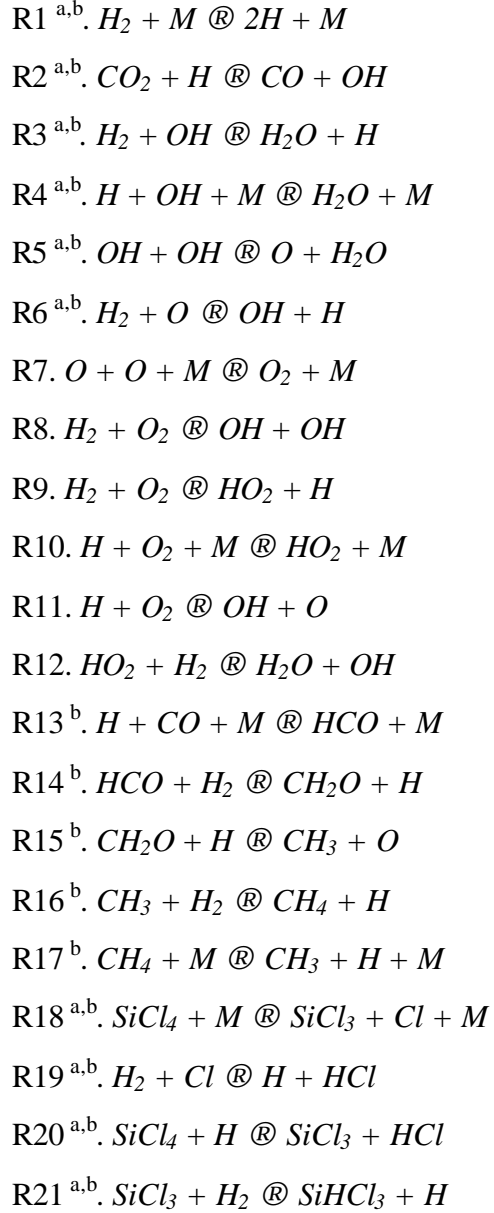 R1 a,b. H2 + M ® 2H + M
R2 a,b. CO2 + H ® CO + OH
R3 a,b. H2 + OH ® H2O + H
R4 a,b. H + OH + M ® H2O + M
R5 a,b. OH + OH ® O + H2O
R6 a,b. H2 + O ® OH + H
R7. O + O + M ® O2 + M
R8. H2 + O2 ® OH + OH
R9. H2 + O2 ® HO2 + H
R10. H + O2 + M ® HO2 + M
R11. H + O2 ® OH + O
R12. HO2 + H2 ® H2O + OH
R13 b. H + CO + M ® HCO + M
R14 b. HCO + H2 ® CH2O + H
R15 b. CH2O + H ® CH3 + O
R16 b. CH3 + H2 ® CH4 + H
R17 b. CH4 + M ® CH3 + H + M
R18 a,b. SiCl4 + M ® SiCl3 + Cl + M
R19 a,b. H2 + Cl ® H + HCl
R20 a,b. SiCl4 + H ® SiCl3 + HCl
R21 a,b. SiCl3 + H2 ® SiHCl3 + H